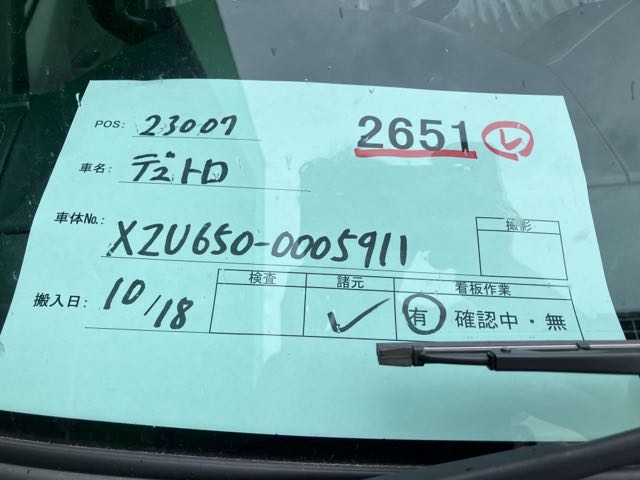 POS: 23007
2651 レ
車名: デュトロ
車体No.: XZU650-0005911
撮影
搬入日: 10/18
検査 諸元 看板作業
✓ 有 確認中・無